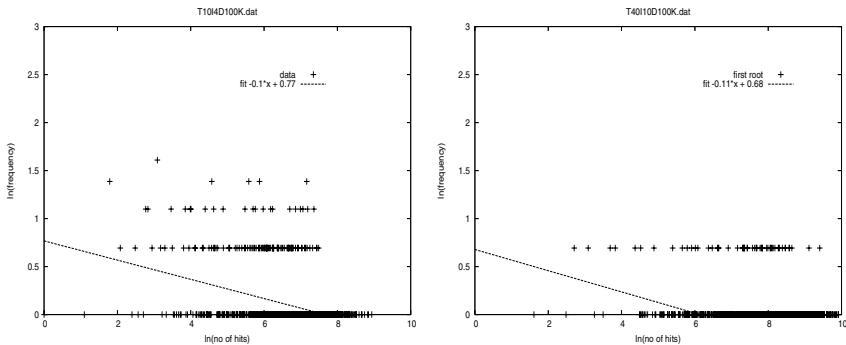 T10I4D100K.dat
3
2.5
2
1.5
1
0.5
0
0 2 4 6 8 10
ln(frequency)
ln(no of hits)
data
fit -0.1*x + 0.77
T40I10D100K.dat
3
2.5
2
1.5
1
0.5
0
0 2 4 6 8 10
ln(frequency)
ln(no of hits)
first root
fit -0.11*x + 0.68